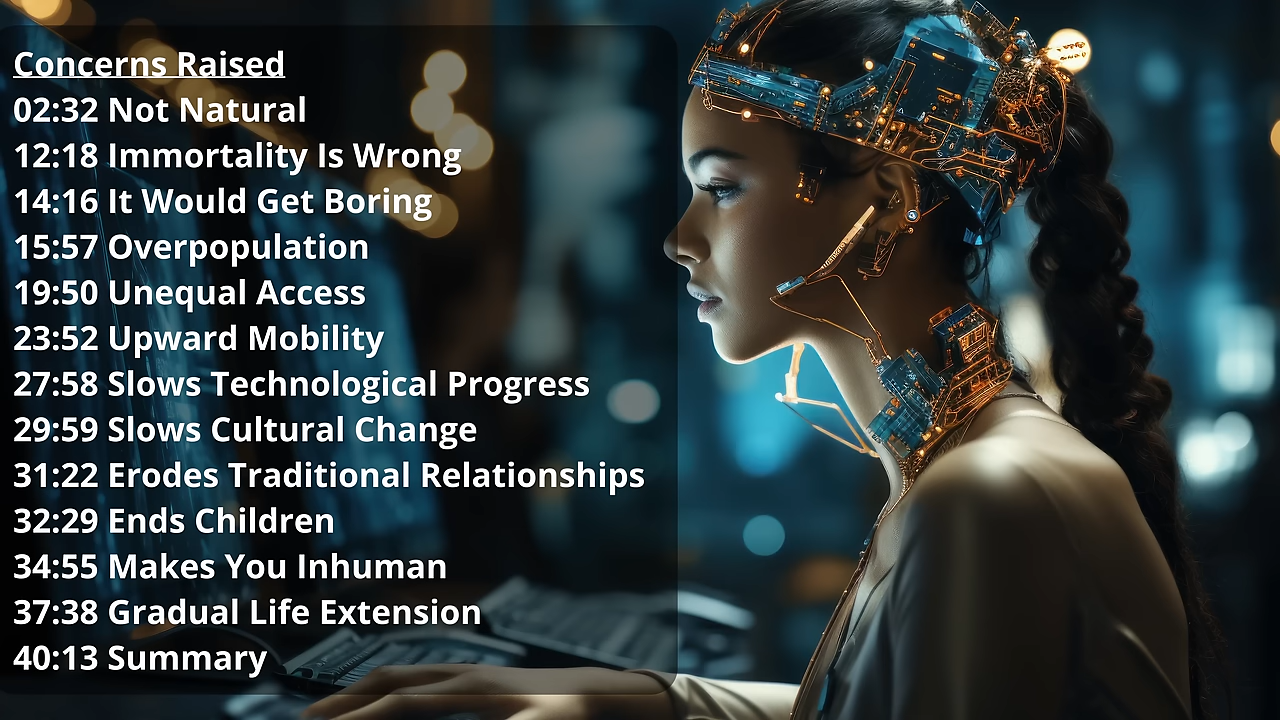 Concerns Raised
02:32 Not Natural
12:18 Immortality Is Wrong
14:16 It Would Get Boring
15:57 Overpopulation
19:50 Unequal Access
23:52 Upward Mobility
27:58 Slows Technological Progress
29:59 Slows Cultural Change
31:22 Erodes Traditional Relationships
32:29 Ends Children
34:55 Makes You Inhuman
37:38 Gradual Life Extension
40:13 Summary